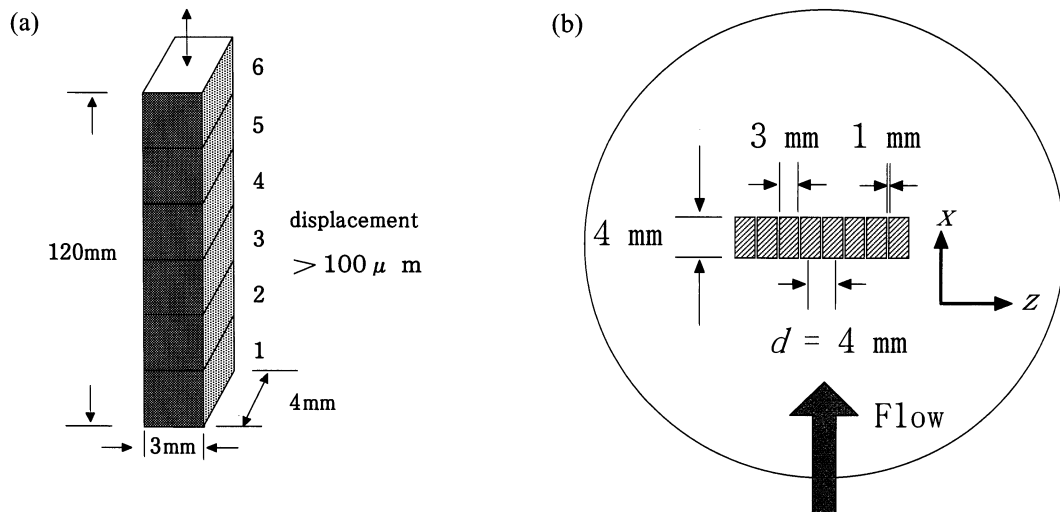 (a)
6
5
4
3
2
1
120mm
displacement
> 100 μ m
4mm
3mm
(b)
3 mm
1 mm
4 mm
x
z
d = 4 mm
Flow